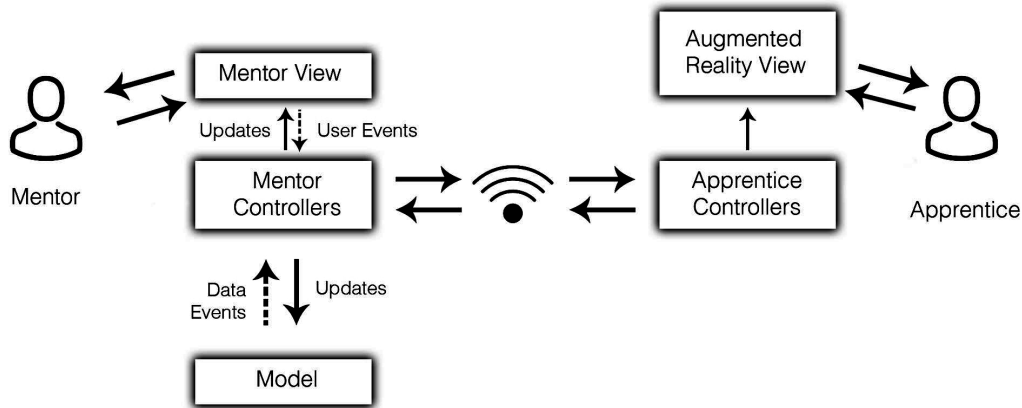 Augmented
Reality View
Mentor View
Updates
User Events
Mentor
Mentor
Controllers
Apprentice
Controllers
Apprentice
Data
Events
Updates
Model